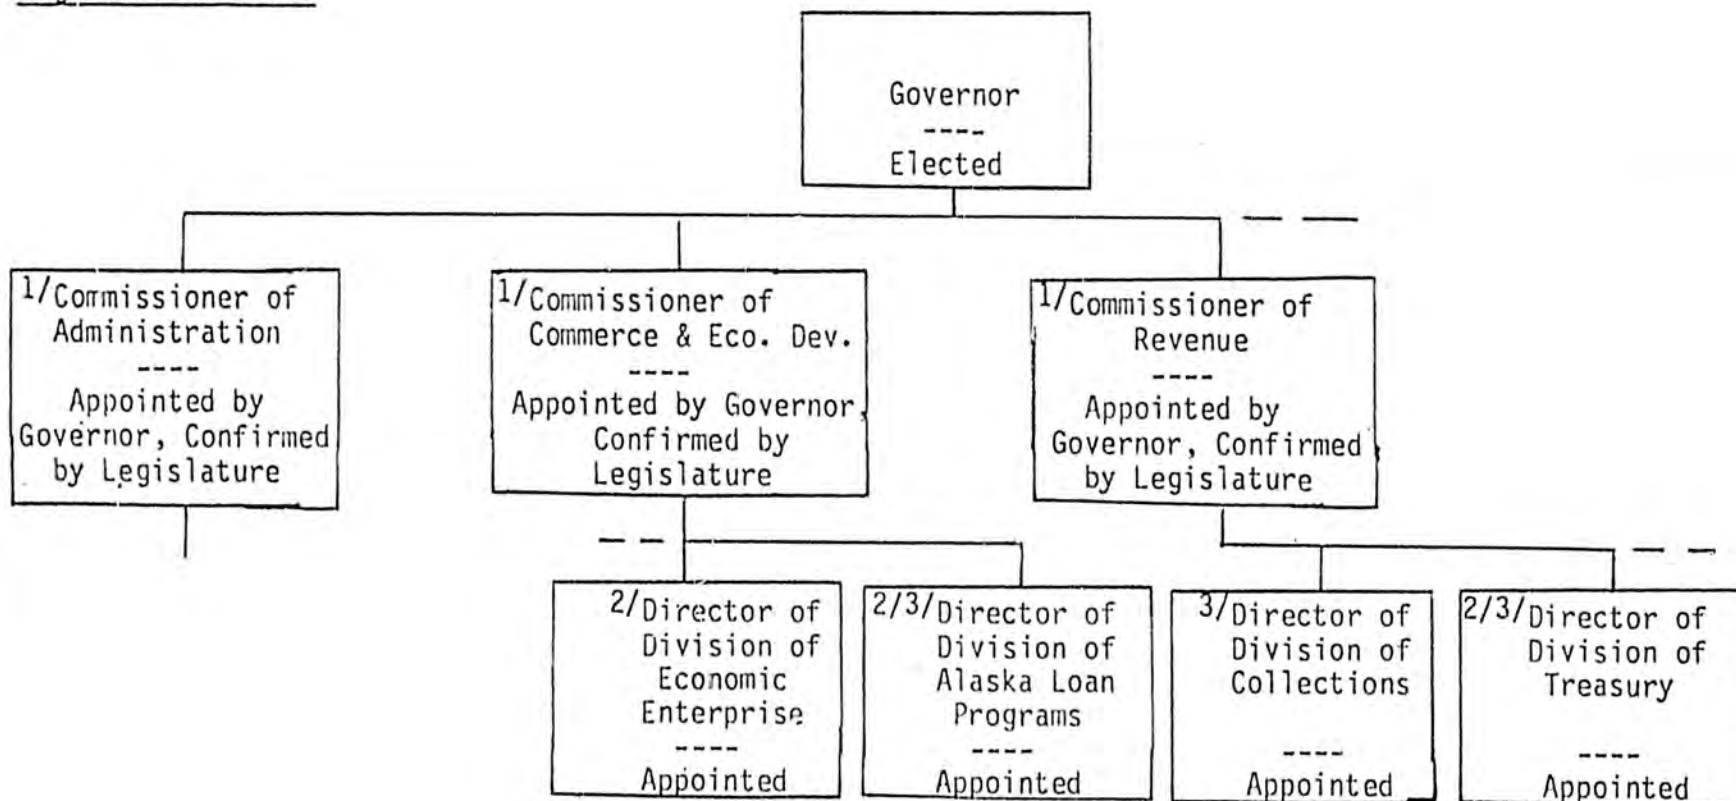 Governor
----
Elected
1/Commissioner of
Administration
----
Appointed by
Governor, Confirmed
by Legislature
1/Commissioner of
Commerce & Eco. Dev.
----
Appointed by Governor,
Confirmed by
Legislature
1/Commissioner of
Revenue
----
Appointed by
Governor, Confirmed
by Legislature
2/Director of
Division of
Economic
Enterprise
----
Appointed
2/3/Director of
Division of
Alaska Loan
Programs
----
Appointed
3/Director of
Division of
Collections
----
Appointed
2/3/Director of
Division of
Treasury
----
Appointed